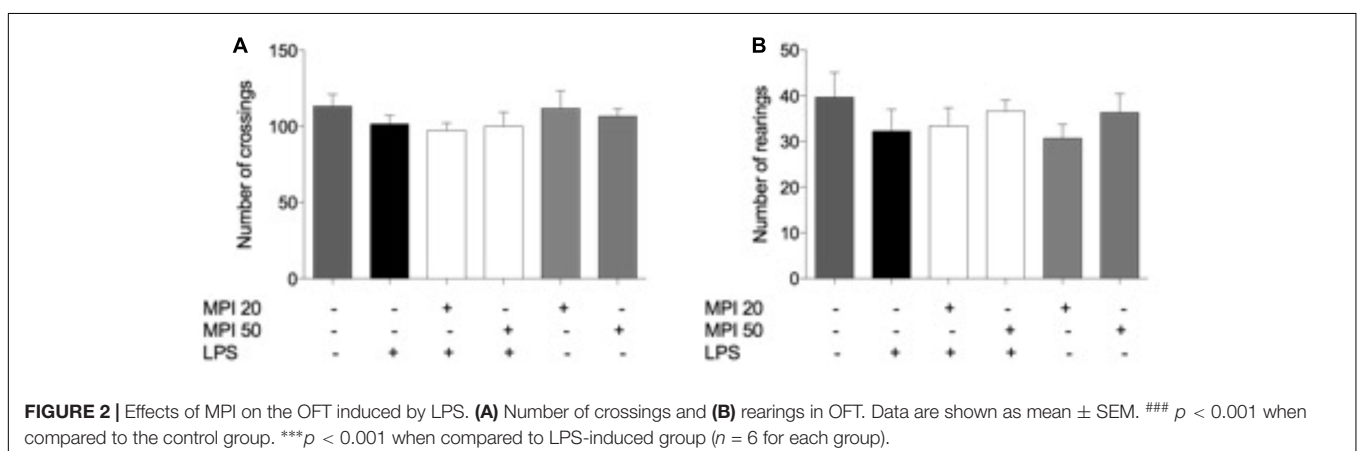 A
150
100
50
0
Number of crossings
MPI 20 - - + - + -
MPI 50 - - - + - +
LPS - + + + - -
B
50
40
30
20
10
0
Number of rearings
MPI 20 - - + - + -
MPI 50 - - - + - +
LPS - + + + - -
FIGURE 2 | Effects of MPI on the OFT induced by LPS. (A) Number of crossings and (B) rearings in OFT. Data are shown as mean ± SEM. ### p < 0.001 when
compared to the control group. ***p < 0.001 when compared to LPS-induced group (n = 6 for each group).